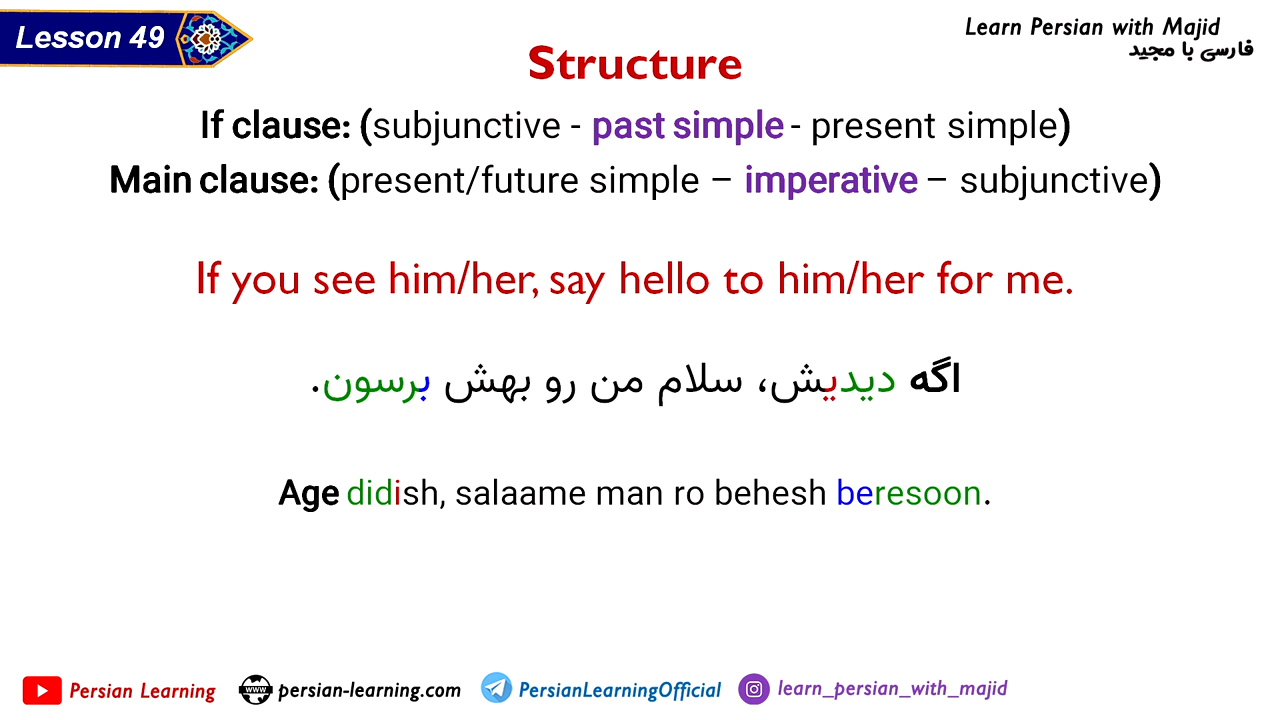 Lesson 49
Learn Persian with Majid
فارسی با مجید
Structure
If clause: (subjunctive - past simple - present simple)
Main clause: (present/future simple – imperative – subjunctive)
If you see him/her, say hello to him/her for me.
اگه دیدیش، سلام من رو بهش برسون.
Age didish, salaame man ro behesh beresoon.
Persian Learning
www
persian-learning.com
PersianLearningOfficial
learn_persian_with_majid